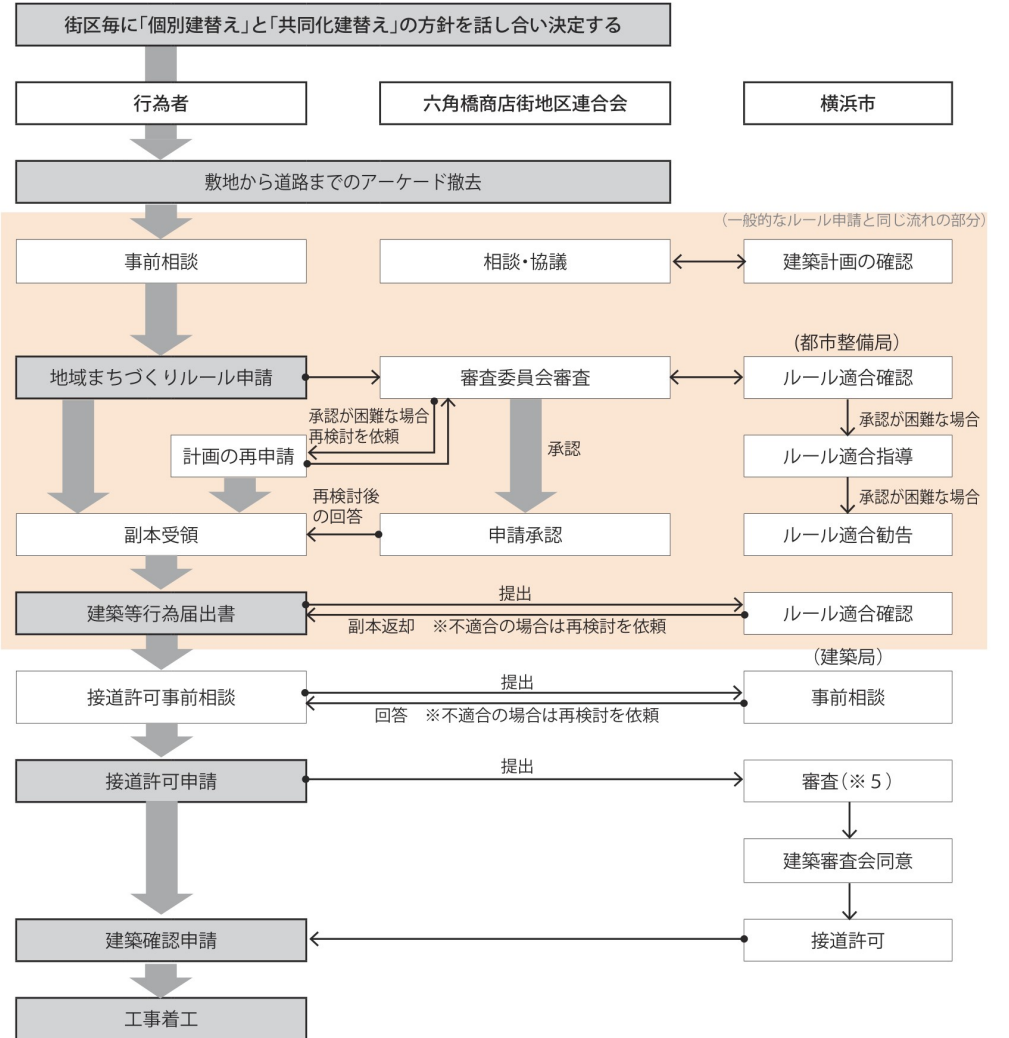 街区毎に「個別建替え」と「共同化建替え」の方針を話し合い決定する
行為者
六角橋商店街地区連合会
横浜市
敷地から道路までのアーケード撤去
（一般的なルール申請と同じ流れの部分）
事前相談
相談・協議
建築計画の確認
(都市整備局）
地域まちづくりルール申請
審査委員会審査
ルール適合確認
承認が困難な場合
再検討を依頼
承認が困難な場合
計画の再申請
承認
ルール適合指導
再検討後
の回答
承認が困難な場合
副本受領
申請承認
ルール適合勧告
建築等行為届出書
提出
副本返却　※不適合の場合は再検討を依頼
ルール適合確認
（建築局）
接道許可事前相談
提出
回答　※不適合の場合は再検討を依頼
事前相談
接道許可申請
提出
審査（※５）
建築審査会同意
建築確認申請
接道許可
工事着工